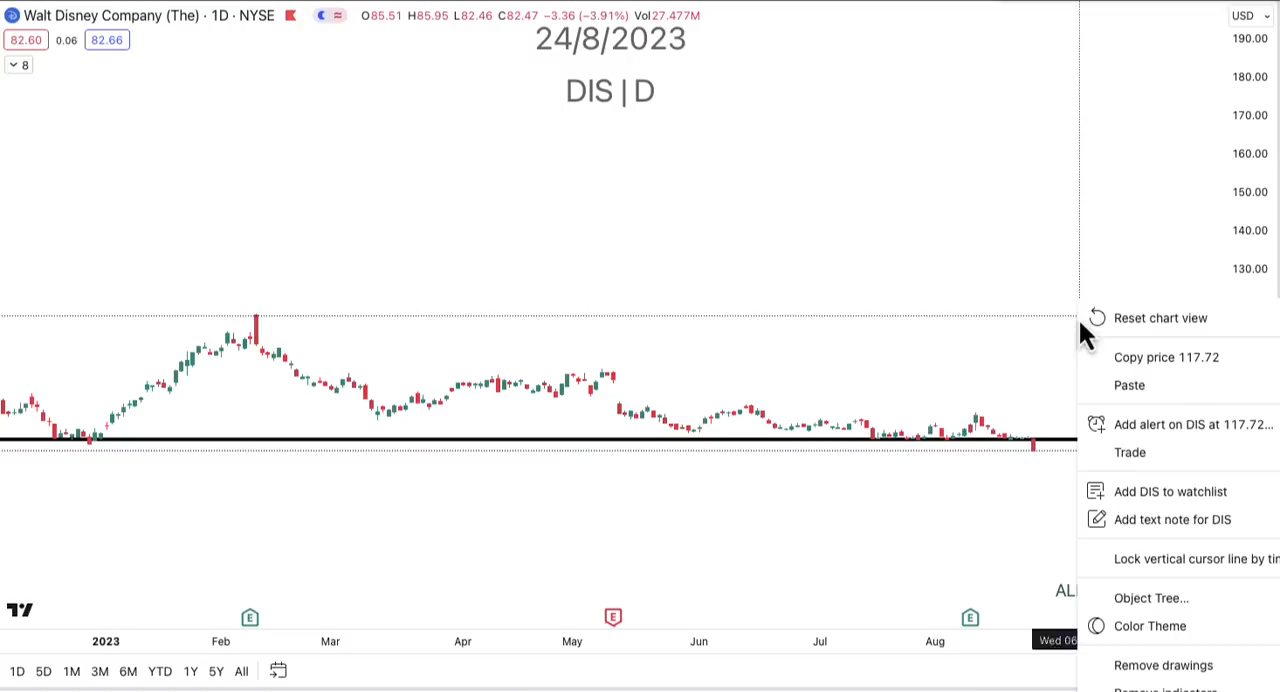 Walt Disney Company (The) · 1D · NYSE O85.51 H85.95 L82.46 C82.47 −3.36 (−3.91%) Vol27.477M
USD
82.60 0.06 82.66
8
24/8/2023
DIS | D
190.00
180.00
170.00
160.00
150.00
140.00
130.00
Reset chart view
Copy price 117.72
Paste
Add alert on DIS at 117.72...
Trade
Add DIS to watchlist
Add text note for DIS
Lock vertical cursor line by
Object Tree...
Color Theme
Remove drawings
E E E
2023 Feb Mar Apr May Jun Jul Aug Wed 06
1D 5D 1M 3M 6M YTD 1Y 5Y All